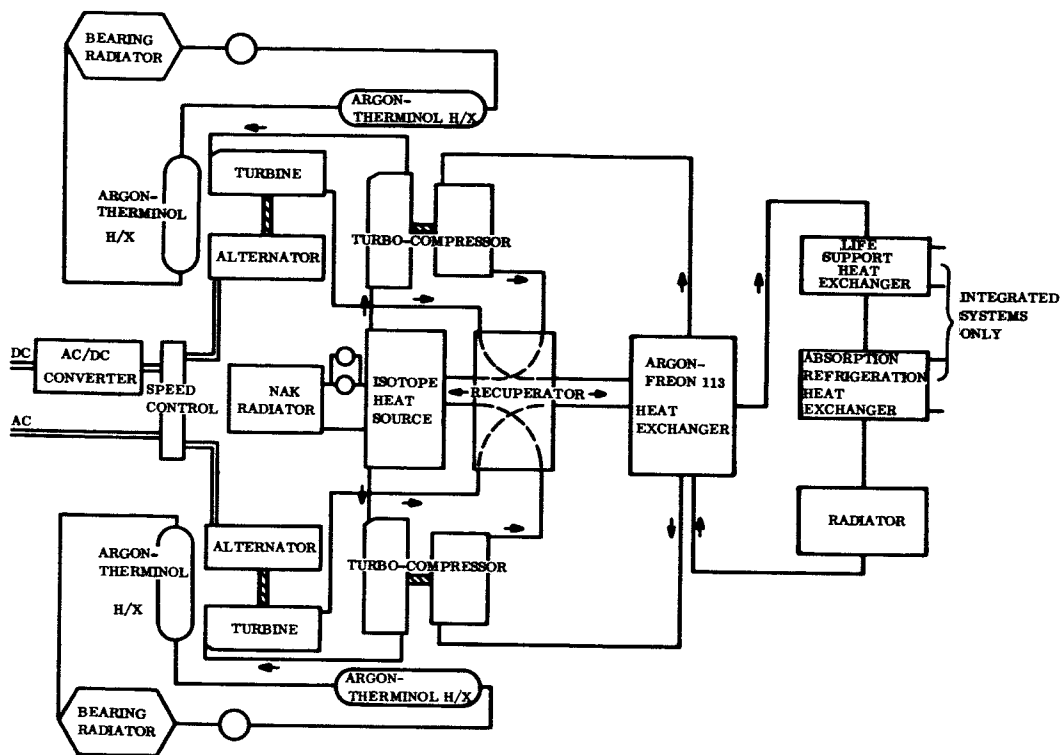 BEARING
RADIATOR
ARGON-
THERMINOL H/X
ARGON-
THERMINOL
H/X
TURBINE
ALTERNATOR
TURBO-COMPRESSOR
LIFE
SUPPORT
HEAT
EXCHANGER
INTEGRATED
SYSTEMS
ONLY
DC
AC/DC
CONVERTER
SPEED
CONTROL
AC
NAK
RADIATOR
ISOTOPE
HEAT
SOURCE
RECUPERATOR
ARGON-
FREON 113
HEAT
EXCHANGER
ABSORPTION
REFRIGERATION
HEAT
EXCHANGER
RADIATOR
ARGON-
THERMINOL
H/X
ALTERNATOR
TURBINE
TURBO-COMPRESSOR
ARGON-
THERMINOL H/X
BEARING
RADIATOR